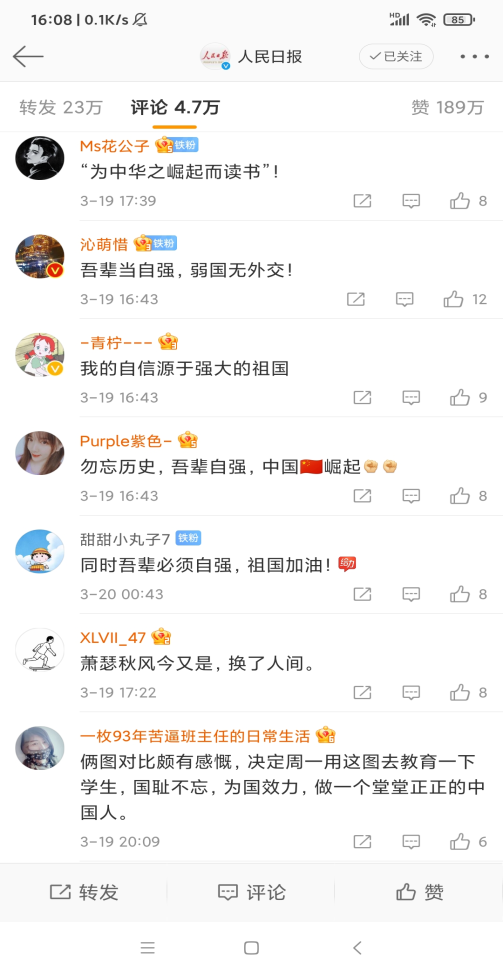 16:08 | 0.1K/s
HD 85
人民日报
已关注
转发 23万 评论 4.7万 赞 189万
Ms花公子 铁粉
“为中华之崛起而读书”！
3-19 17:39 8
沁萌惜 铁粉
吾辈当自强，弱国无外交！
3-19 16:43 12
-青柠---
我的自信源于强大的祖国
3-19 16:43 9
Purple紫色-
勿忘历史，吾辈自强，中国🇨🇳崛起✊✊
3-19 16:43 8
甜甜小丸子7 铁粉
同时吾辈必须自强，祖国加油！给力
3-20 00:43 8
XLVII_47
萧瑟秋风今又是，换了人间。
3-19 17:22 8
一枚93年苦逼班主任的日常生活
俩图对比颇有感慨，决定周一用这图去教育一下
学生，国耻不忘，为国效力，做一个堂堂正正的中
国人。
3-19 20:09 6
转发 评论 赞